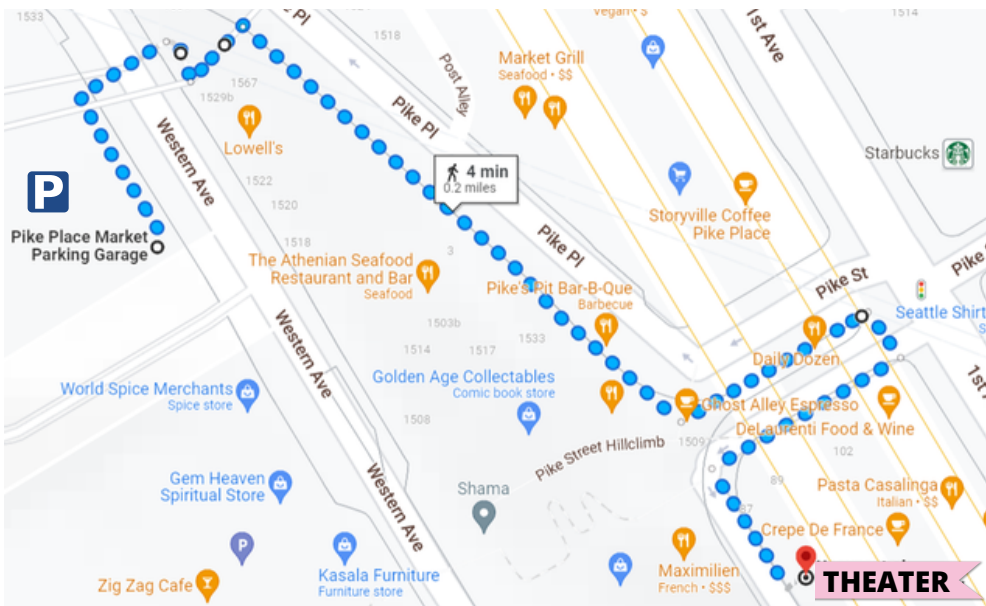 1533
Pl
1518
vegan • $
1st Ave
1514
Market Grill
Seafood • $$
Post Alley
1567
1529b
Pike Pl
Western Ave
Lowell's
Starbucks
P
4 min
0.2 miles
1522
1520
Storyville Coffee
Pike Place
Pike Place Market
Parking Garage
1518
3
Pike Pl
The Athenian Seafood
Restaurant and Bar
Seafood
Pike's Pit Bar-B-Que
Barbecue
Pike St
Pike
Seattle Shirt
Western Ave
1503b
1514
1517
1533
Daily Dozen
1st
World Spice Merchants
Spice store
Golden Age Collectables
Comic book store
Ghost Alley Espresso
1508
DeLaurenti Food & Wine
1509
Pike Street Hillclimb
102
Gem Heaven
Spiritual Store
Western Ave
Shama
89
87
Pasta Casalinga
Italian • $$
Crepe De France
P
Zig Zag Cafe
Kasala Furniture
Furniture store
Maximilien
French • $$$
THEATER